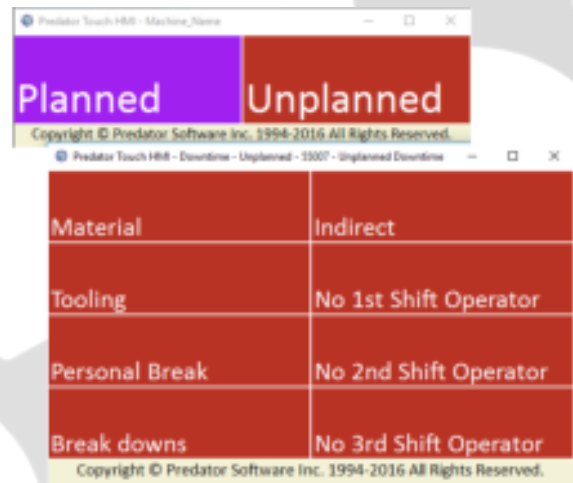 Predator Touch HMI - Machine_Name
Planned Unplanned
Copyright © Predator Software Inc. 1994-2016 All Rights Reserved.
Predator Touch HMI - Downtime - Unplanned - 55007 - Unplanned Downtime
Material Indirect
Tooling No 1st Shift Operator
Personal Break No 2nd Shift Operator
Break downs No 3rd Shift Operator
Copyright © Predator Software Inc. 1994-2016 All Rights Reserved.